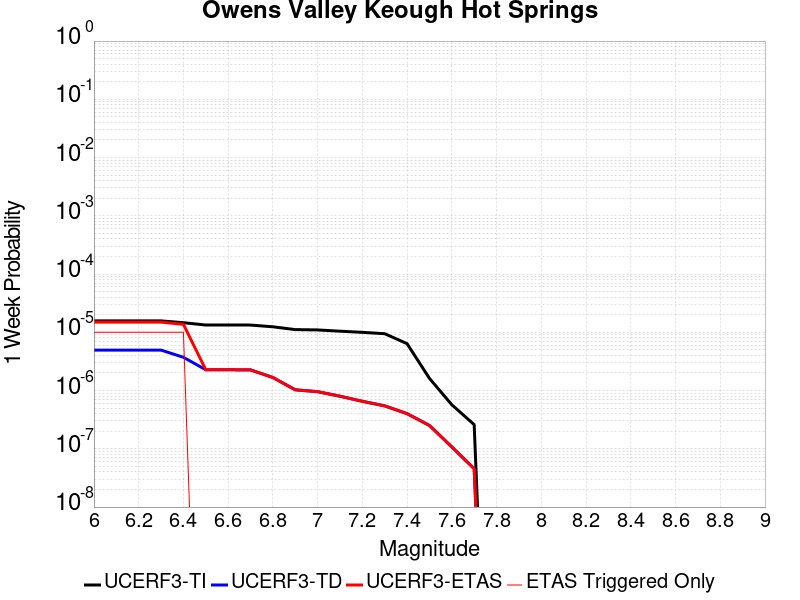 Owens Valley Keough Hot Springs
10^0
10^-1
10^-2
10^-3
10^-4
10^-5
10^-6
10^-7
10^-8
1 Week Probability
6 6.2 6.4 6.6 6.8 7 7.2 7.4 7.6 7.8 8 8.2 8.4 8.6 8.8 9
Magnitude
UCERF3-TI UCERF3-TD UCERF3-ETAS ETAS Triggered Only